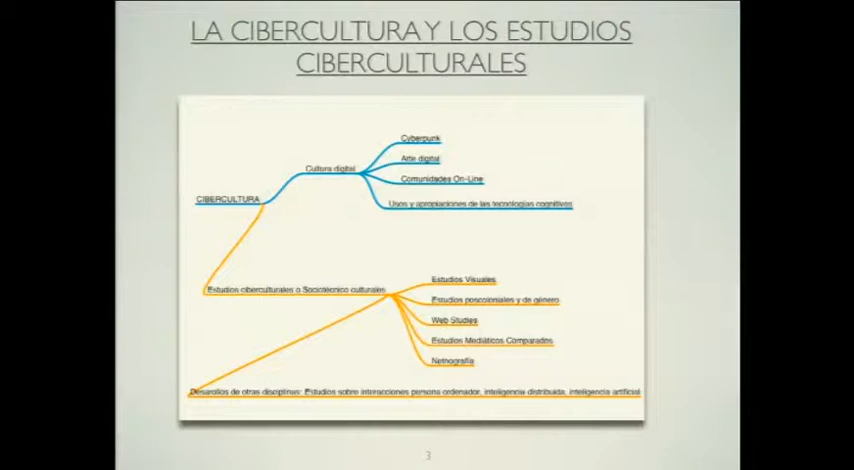 LA CIBERCULTURA Y LOS ESTUDIOS
CIBERCULTURALES
Cyberpunk
Arte digital
Cultura digital
Comunidades On-Line
CIBERCULTURA
Usos y apropiaciones de las tecnologías cognitivas
Estudios Visuales
Estudios ciberculturales o Sociotécnico culturales
Estudios poscoloniales y de género
Web Studies
Estudios Mediáticos Comparados
Netnografía
Desarrollos de otras disciplinas: Estudios sobre interacciones persona ordenador, inteligencia distribuida, inteligencia artificial
3